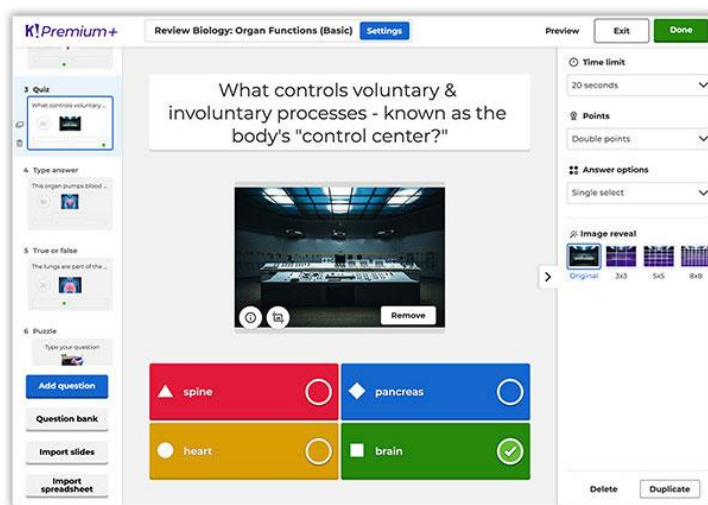 K! Premium+
Review Biology: Organ Functions (Basic)
Settings
Preview
Exit
Done
3 Quiz
What controls voluntary ...
4 Type answer
This organ pumps blood ...
5 True or false
The lungs are part of the ...
6 Puzzle
Type your question
Add question
Question bank
Import slides
Import
spreadsheet
What controls voluntary &
involuntary processes - known as the
body's "control center?"
Remove
spine
pancreas
heart
brain
Time limit
20 seconds
Points
Double points
Answer options
Single select
Image reveal
Original
3x3
5x5
8x8
Delete
Duplicate